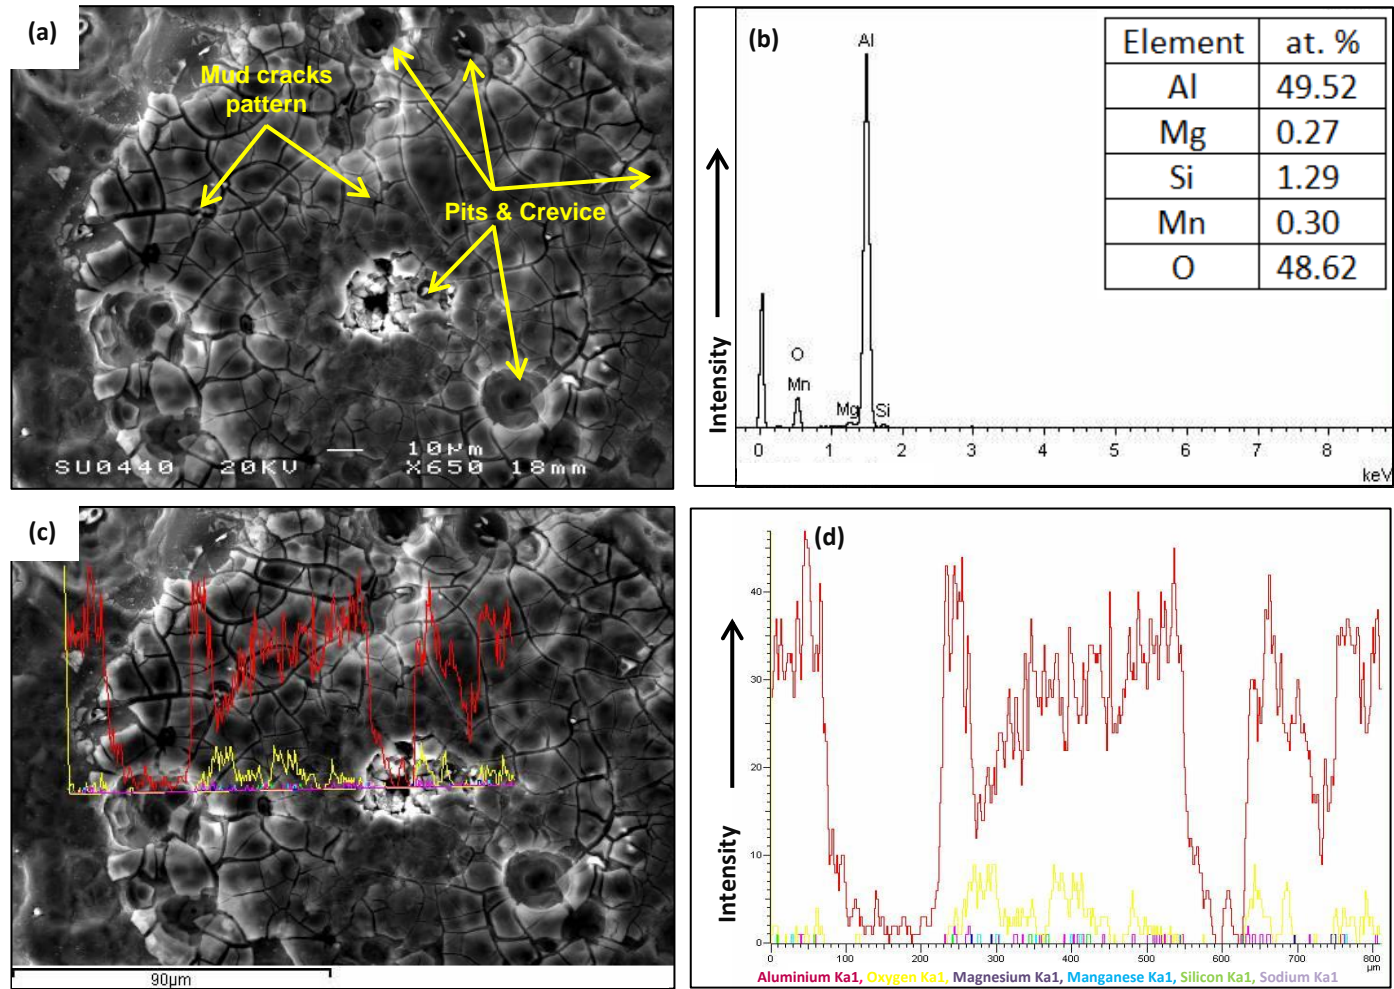 (a)
Mud cracks
pattern
Pits & Crevice
10μm
SU0440 20KV X650 18mm
(b)
Al
O
Mn
Mg
Si
Intensity
0 1 2 3 4 5 6 7 8
keV
Element at. %
Al 49.52
Mg 0.27
Si 1.29
Mn 0.30
O 48.62
(c)
90μm
(d)
Intensity
40
30
20
10
0
0 100 200 300 400 500 600 700 800
μm
Aluminium Ka1, Oxygen Ka1, Magnesium Ka1, Manganese Ka1, Silicon Ka1, Sodium Ka1